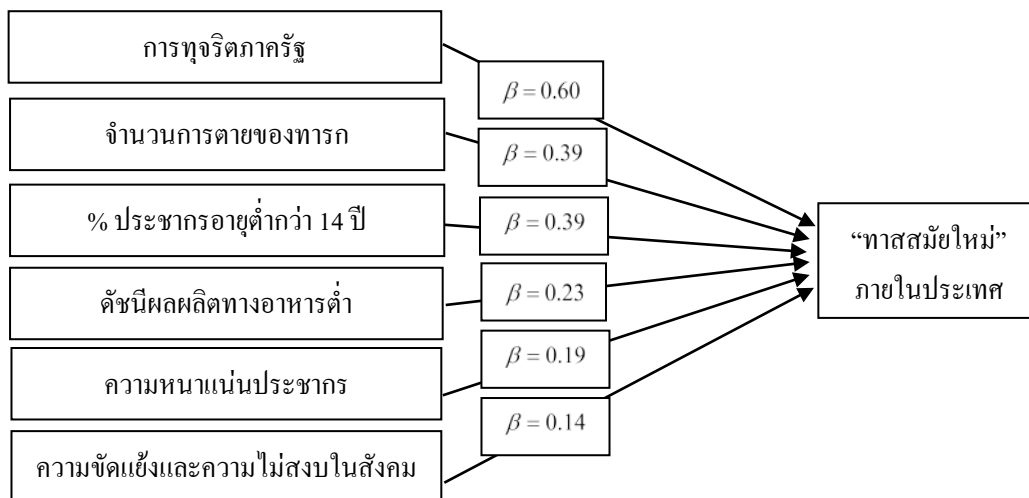 การทุจริตภาครัฐ
β = 0.60
จำนวนการตายของทารก
β = 0.39
% ประชากรอายุต่ำกว่า 14 ปี
β = 0.39
“ทาสสมัยใหม่”
ภายในประเทศ
ดัชนีผลผลิตทางอาหารต่ำ
β = 0.23
ความหนาแน่นประชากร
β = 0.19
ความขัดแย้งและความไม่สงบในสังคม
β = 0.14